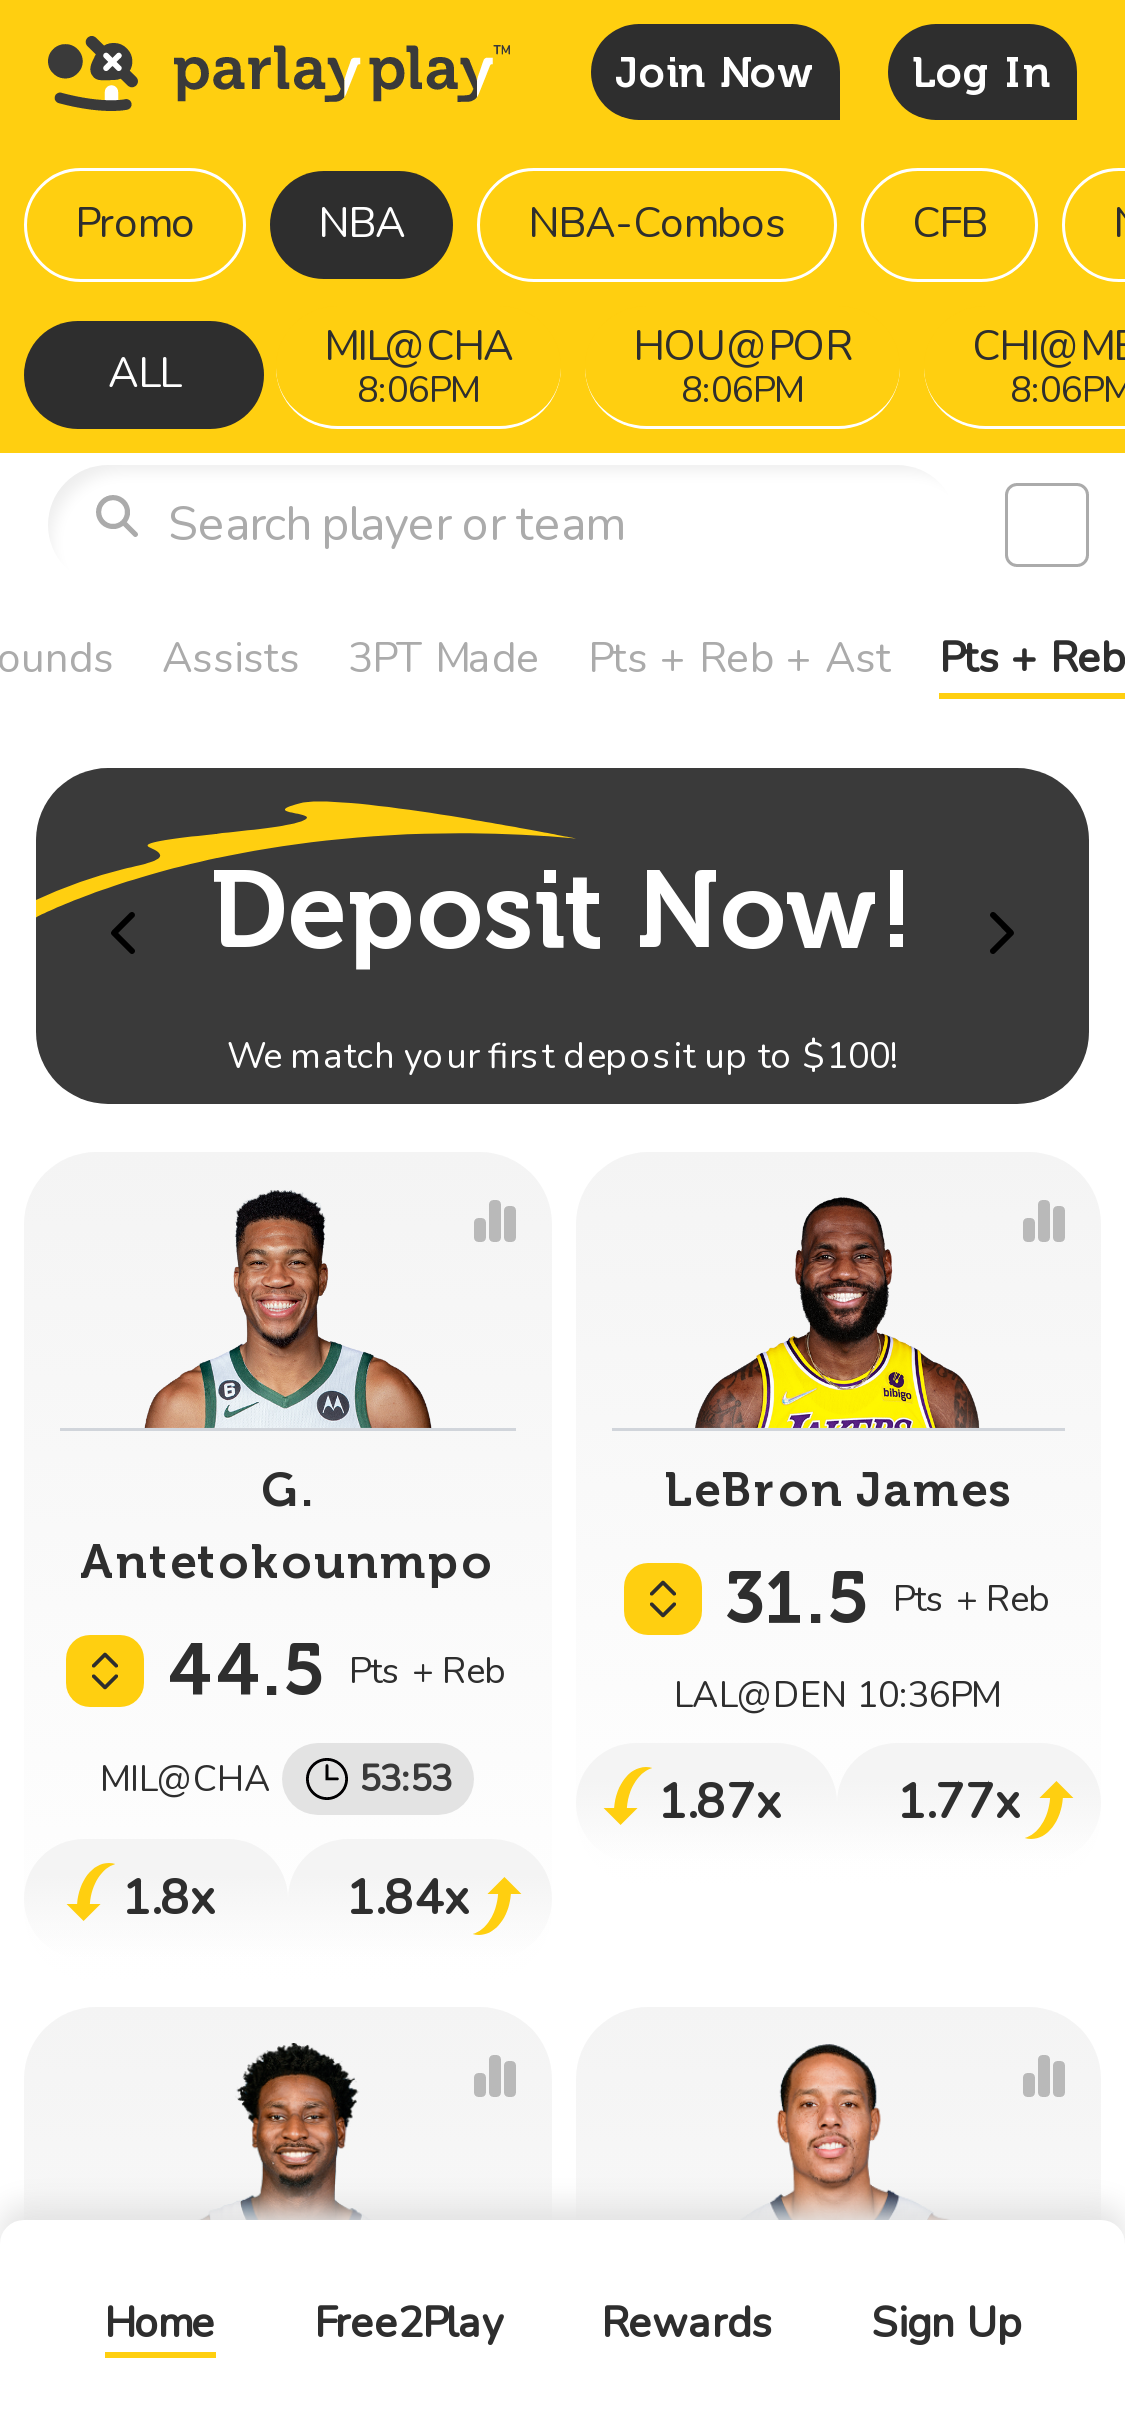 parlayplay™
Join Now
Log In
Promo
NBA
NBA-Combos
CFB
ALL
MIL@CHA
8:06PM
HOU@POR
8:06PM
CHI@ME
8:06PM
Search player or team
ounds
Assists
3PT Made
Pts + Reb + Ast
Pts + Reb
Deposit Now!
We match your first deposit up to $100!
6
bibigo
LAKERS
G.
Antetokounmpo
44.5 Pts + Reb
MIL@CHA 53:53
1.8x
1.84x
LeBron James
31.5 Pts + Reb
LAL@DEN 10:36PM
1.87x
1.77x
Home
Free2Play
Rewards
Sign Up